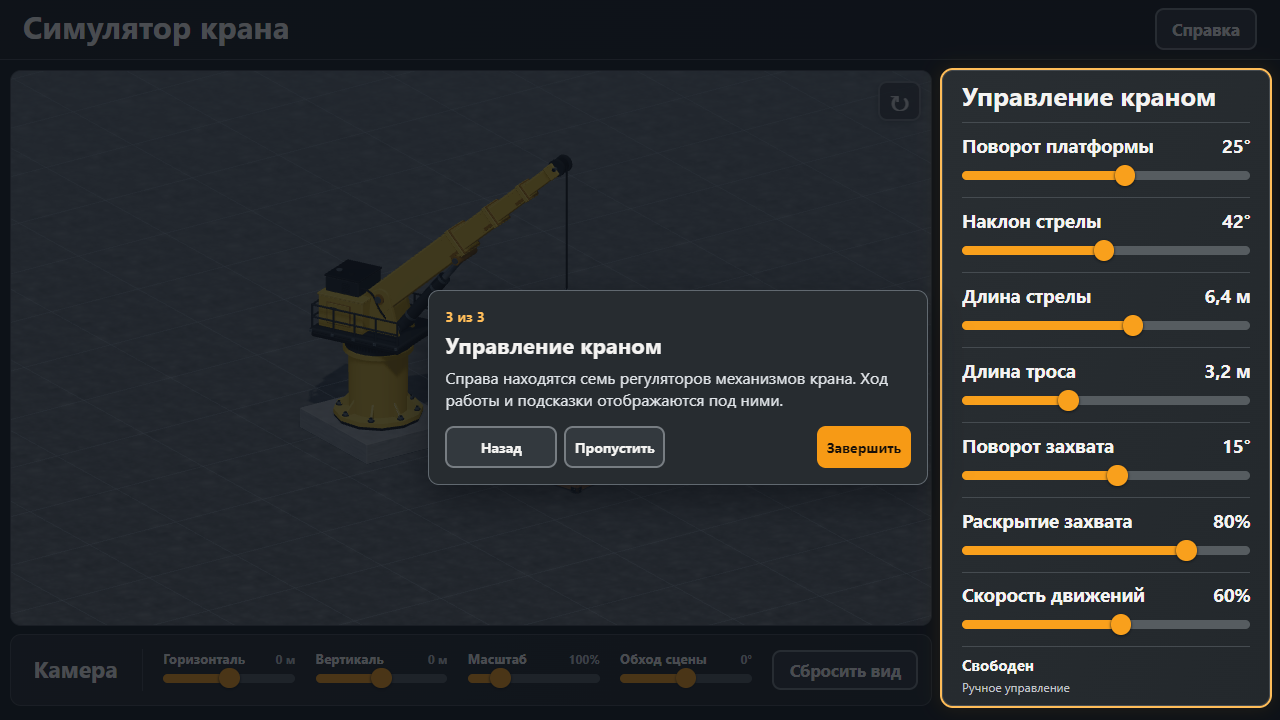 Симулятор крана
Справка
↻
3 из 3
Управление краном
Справа находятся семь регуляторов механизмов крана. Ход
работы и подсказки отображаются под ними.
Назад
Пропустить
Завершить
Камера
Горизонталь 0 м
Вертикаль 0 м
Масштаб 100%
Обход сцены 0°
Сбросить вид
Управление краном
Поворот платформы 25°
Наклон стрелы 42°
Длина стрелы 6,4 м
Длина троса 3,2 м
Поворот захвата 15°
Раскрытие захвата 80%
Скорость движений 60%
Свободен
Ручное управление